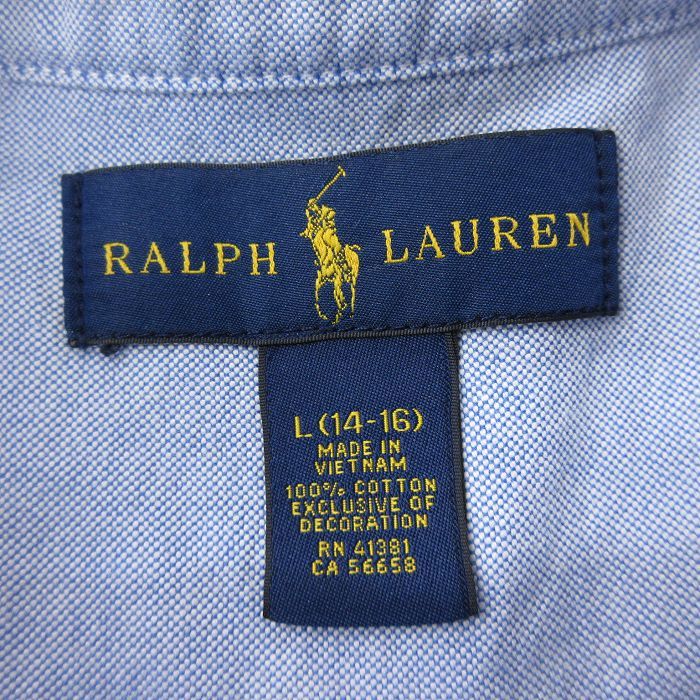 RALPH LAUREN
L (14-16)
MADE IN
VIETNAM
100% COTTON
EXCLUSIVE OF
DECORATION
RN 41381
CA 56658